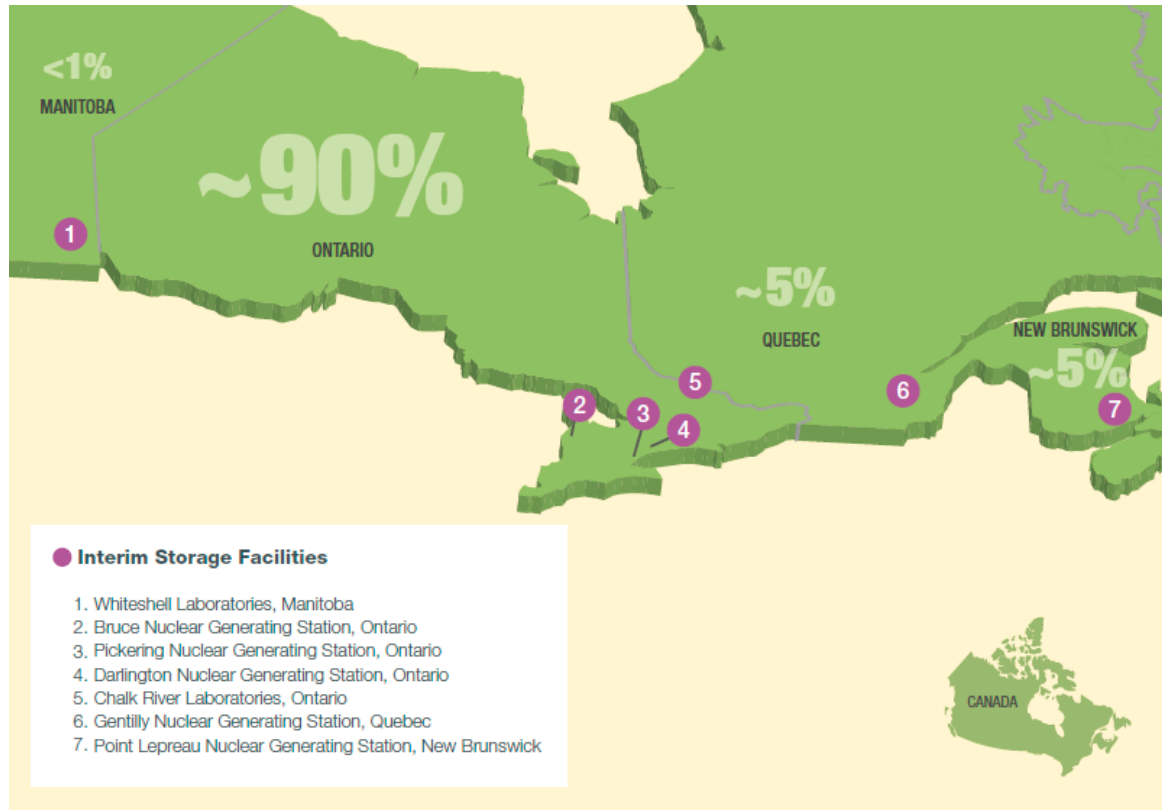 <1%
MANITOBA
~90%
ONTARIO
1
~5%
QUEBEC
NEW BRUNSWICK
~5%
5
6
2
3
4
7
Interim Storage Facilities
1. Whiteshell Laboratories, Manitoba
2. Bruce Nuclear Generating Station, Ontario
3. Pickering Nuclear Generating Station, Ontario
4. Darlington Nuclear Generating Station, Ontario
5. Chalk River Laboratories, Ontario
6. Gentilly Nuclear Generating Station, Quebec
7. Point Lepreau Nuclear Generating Station, New Brunswick
CANADA